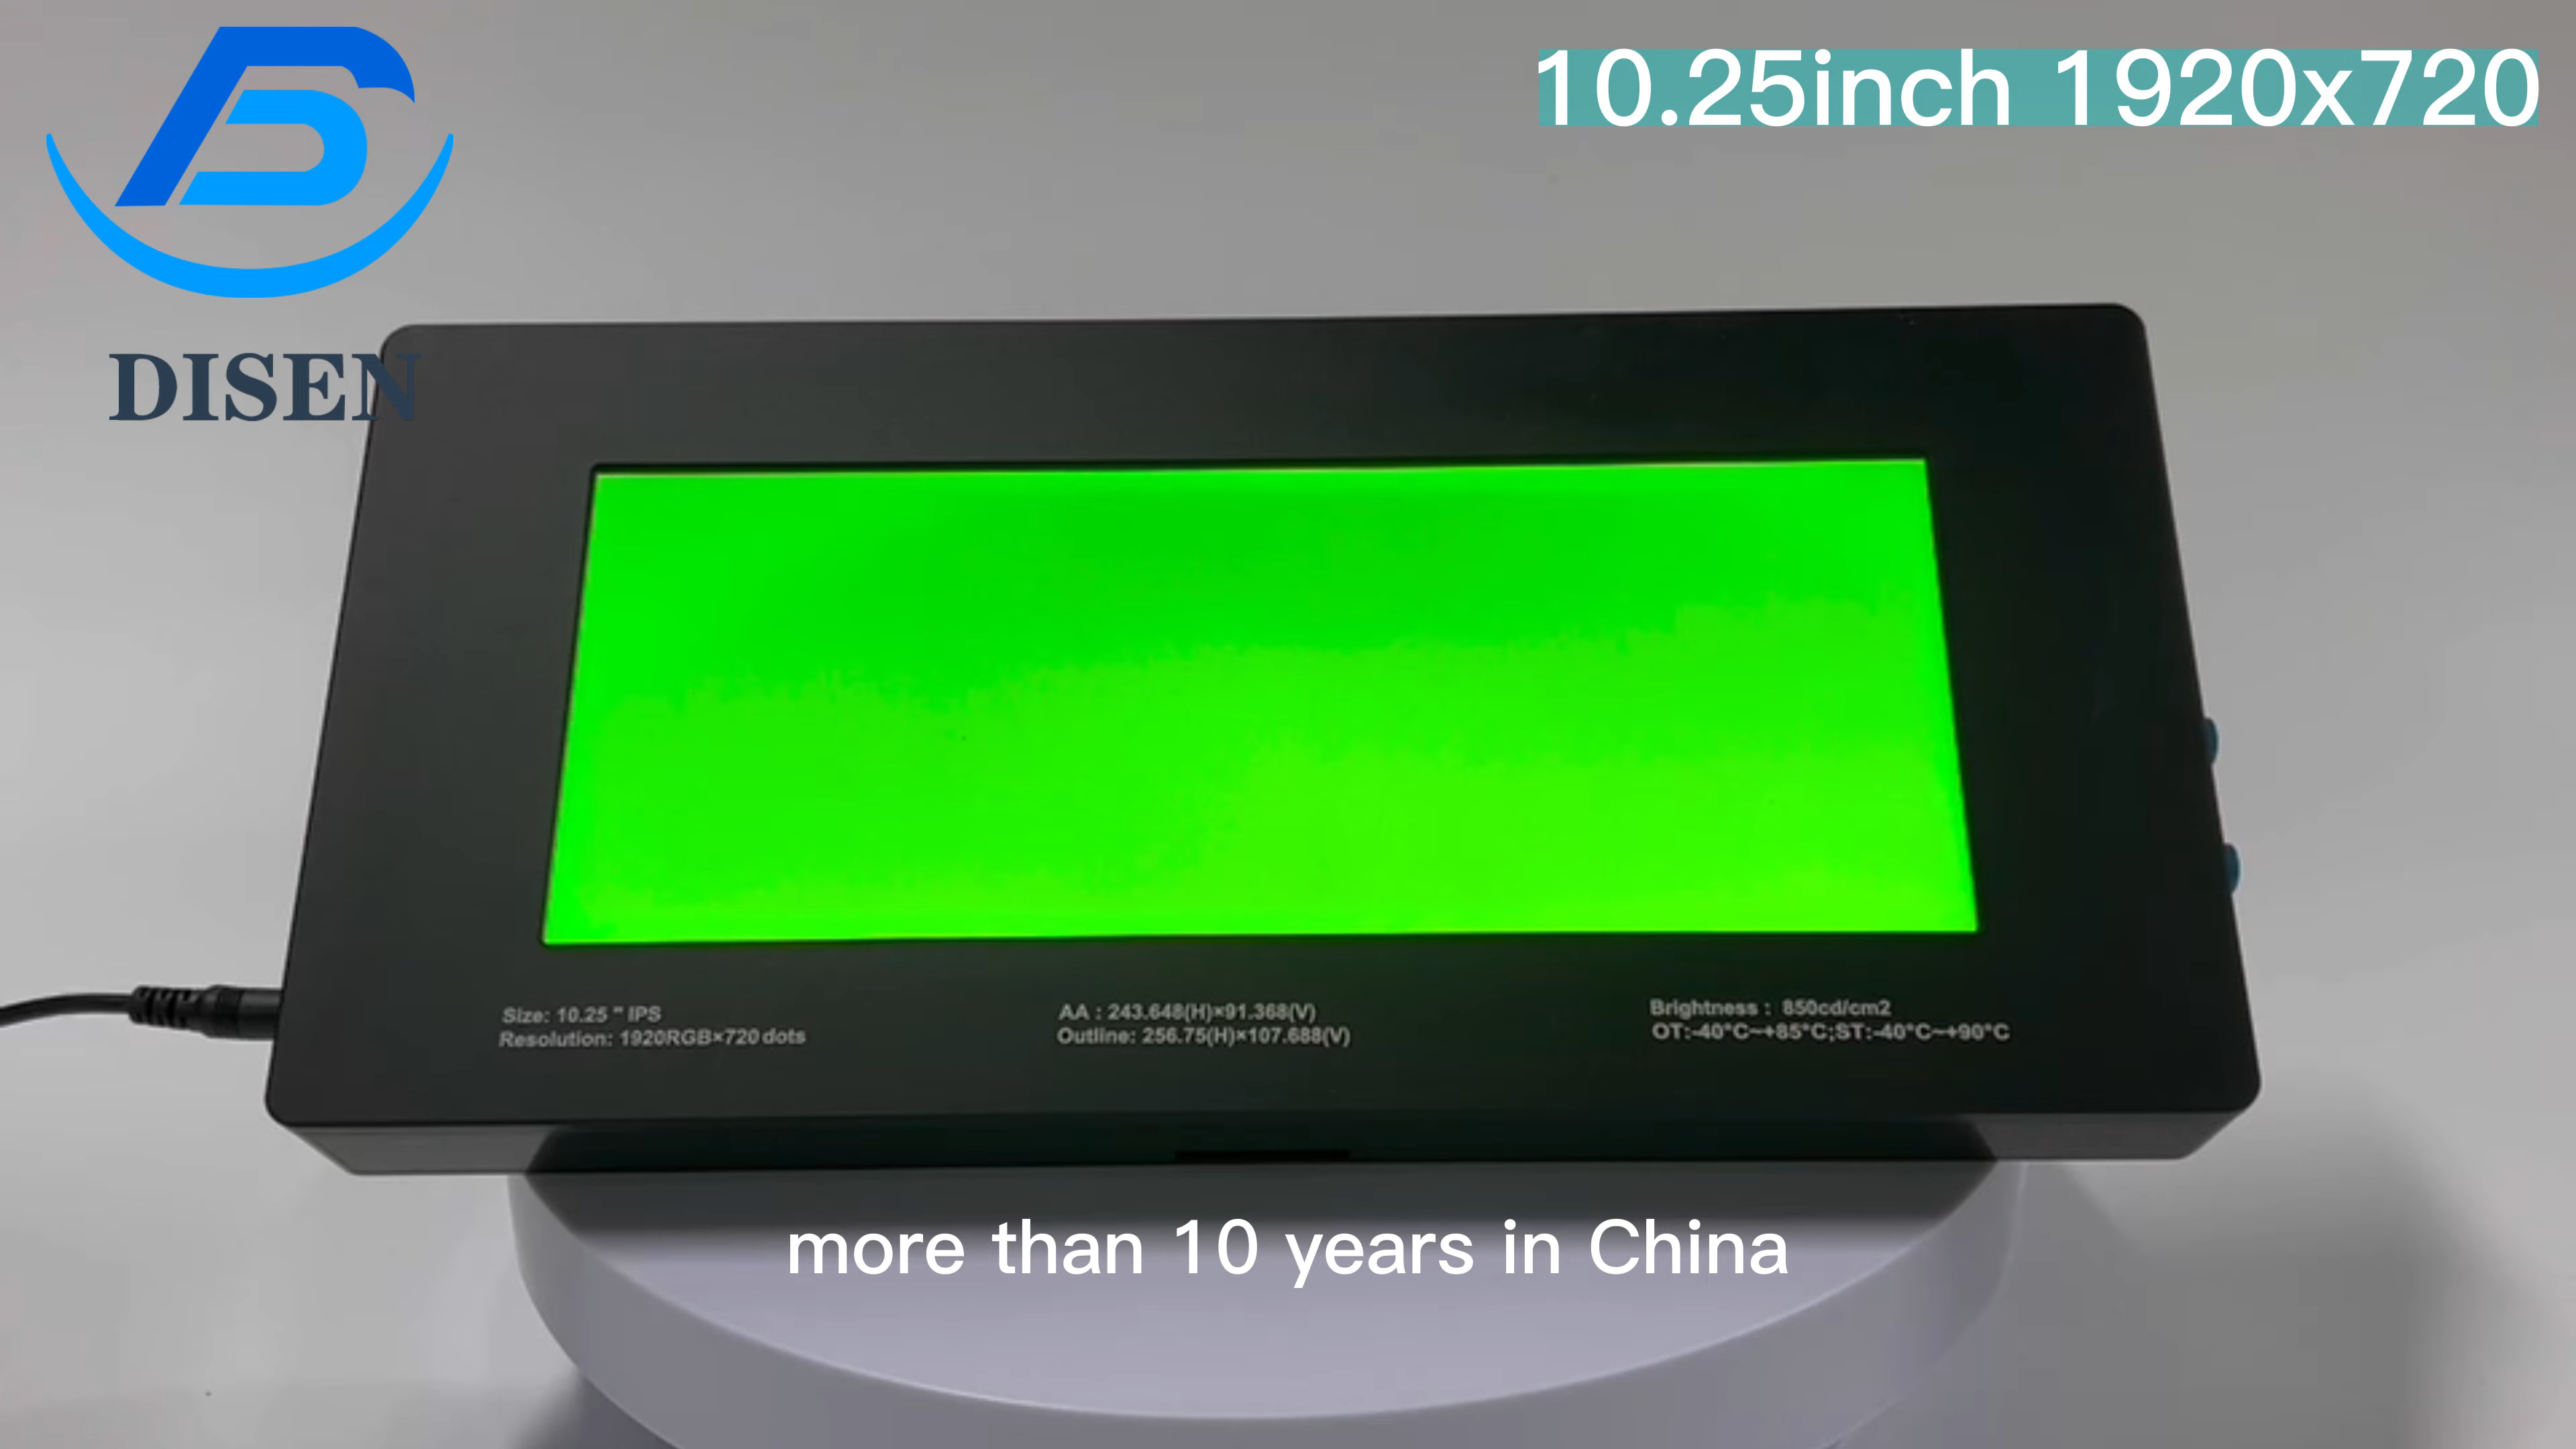 10.25inch 1920x720
DISEN
Size: 10.25 " IPS
Resolution: 1920RGB×720 dots
AA : 243.648(H)×91.368(V)
Outline: 256.75(H)×107.688(V)
Brightness : 850cd/cm2
OT:-40°C~+85°C;ST:-40°C~+90°C
more than 10 years in China